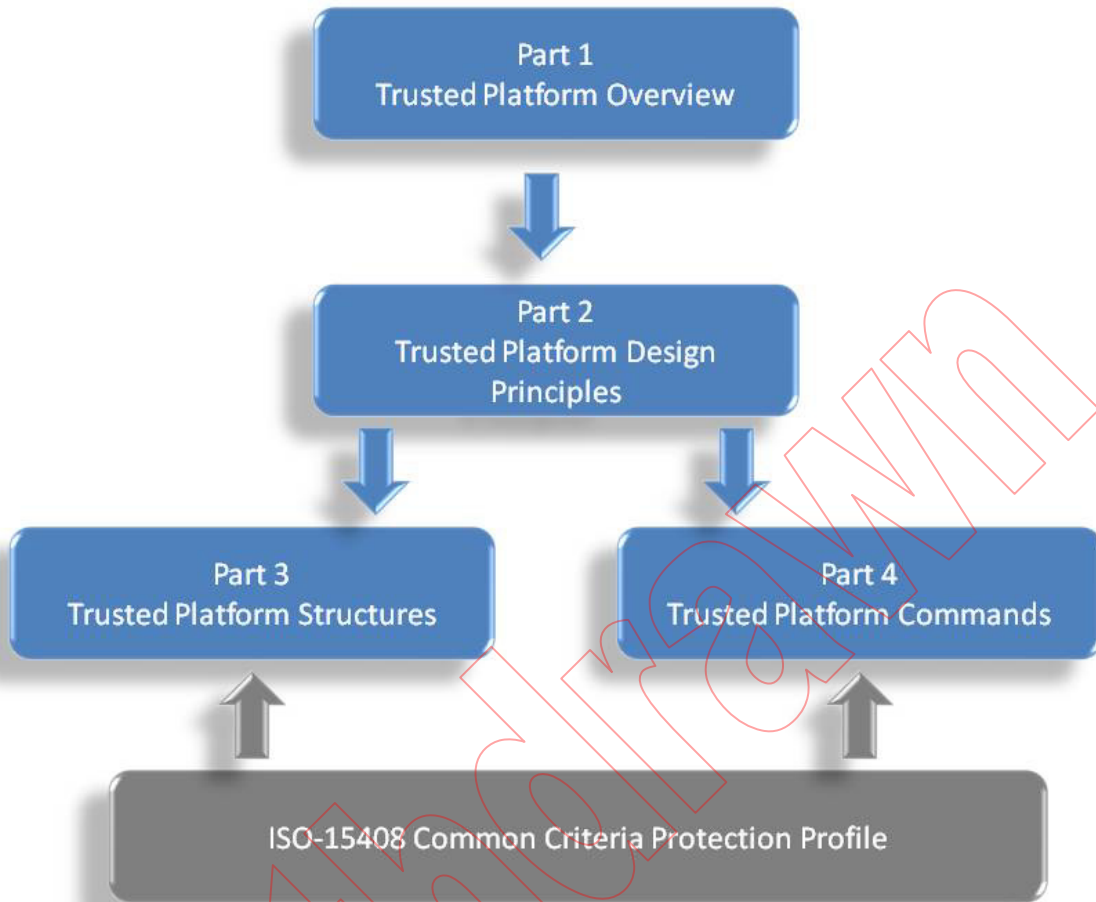 Part 1
Trusted Platform Overview
Part 2
Trusted Platform Design
Principles
Part 3
Trusted Platform Structures
Part 4
Trusted Platform Commands
ISO-15408 Common Criteria Protection Profile
hdrawn